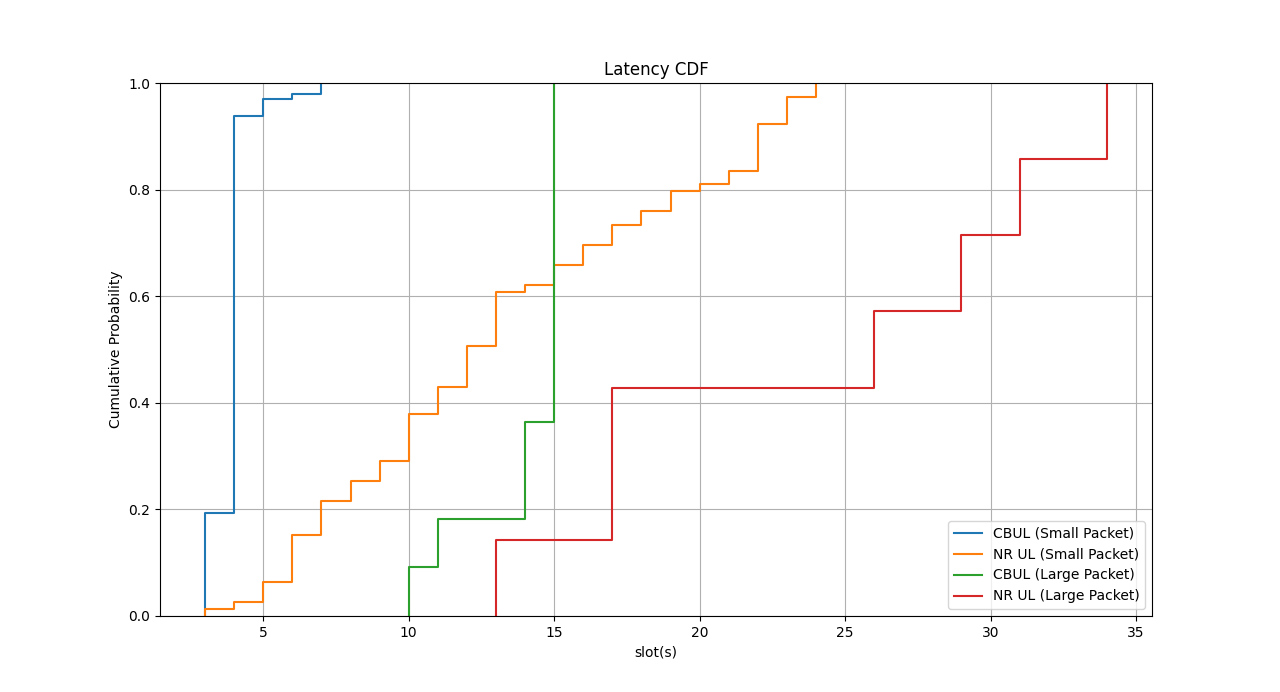 Latency CDF
1.0
0.8
0.6
0.4
0.2
0.0
Cumulative Probability
5 10 15 20 25 30 35
slot(s)
CBUL (Small Packet)
NR UL (Small Packet)
CBUL (Large Packet)
NR UL (Large Packet)